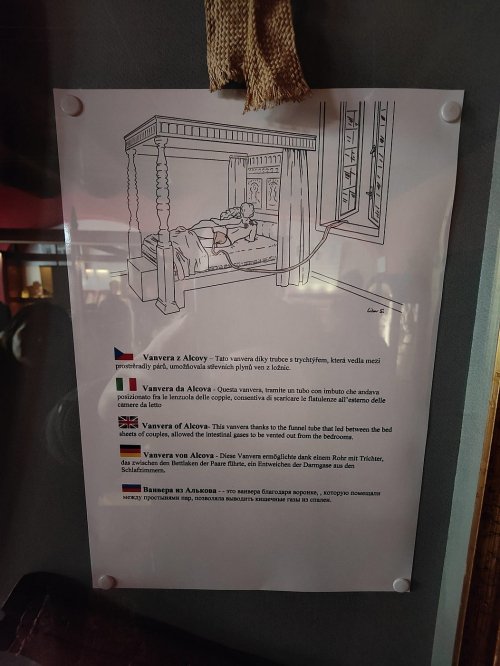 Vanvera z Alcovy – Tato vanvera díky trubce s trychtýřem, která vedla mezi
prostěradly párů, umožňovala střevních plynů ven z ložnic.
Vanvera da Alcova - Questa vanvera, tramite un tubo con imbuto che andava
posizionato fra le lenzuola delle copple, consentiva di scaricare le flatulenze all'esterno delle
camere da letto
Vanvera of Alcova- This vanvera thanks to the funnel tube that led between the bed
sheets of couples, allowed the intestinal gases to be vented out from the bedrooms.
Vanvera von Alcova - Diese Vanvera ermöglichte dank einem Rohr mit Trichter,
das zwischen den Bettlaken der Paare führte, ein Entweichen der Darmgase aus den
Schlafzimmern.
Ванвера из Алькова - - это ванвера благодаря воронке, , которую помещали
между простынями пар, позволяла выводить кишечные газы из спален.